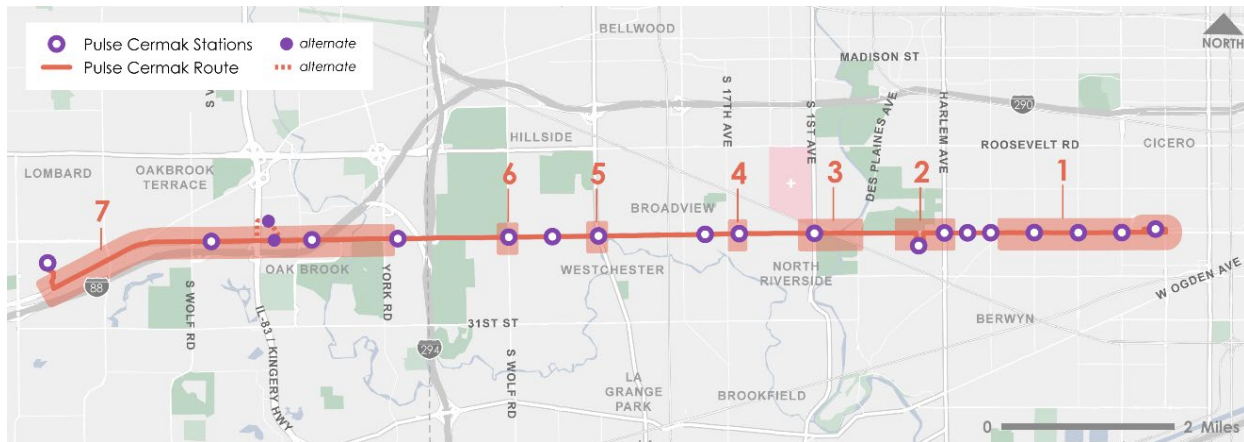 Pulse Cermak Stations
alternate
Pulse Cermak Route
alternate
BELLWOOD
NORTH
MADISON ST
S 17TH AVE
S 1ST AVE
DES PLAINES AVE
HARLEM AVE
290
HILLSIDE
ROOSEVELT RD
CICERO
OAKBROOK
TERRACE
LOMBARD
7
6
5
4
3
2
1
BROADVIEW
OAK BROOK
WESTCHESTER
NORTH
RIVERSIDE
88
S WOLF RD
IL-83 / KINGERY HWY
YORK RD
W OGDEN AVE
31ST ST
BERWYN
294
S WOLF RD
LA
GRANGE
PARK
BROOKFIELD
0
2 Miles